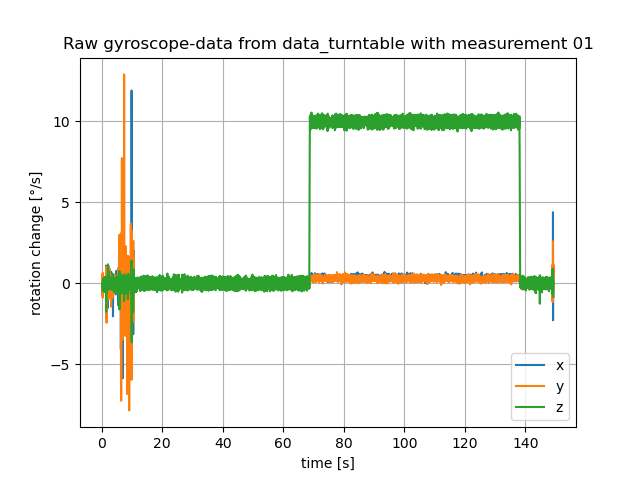 Raw gyroscope-data from data_turntable with measurement 01
rotation change [°/s]
10
5
0
−5
x
y
z
0
20
40
60
80
100
120
140
time [s]